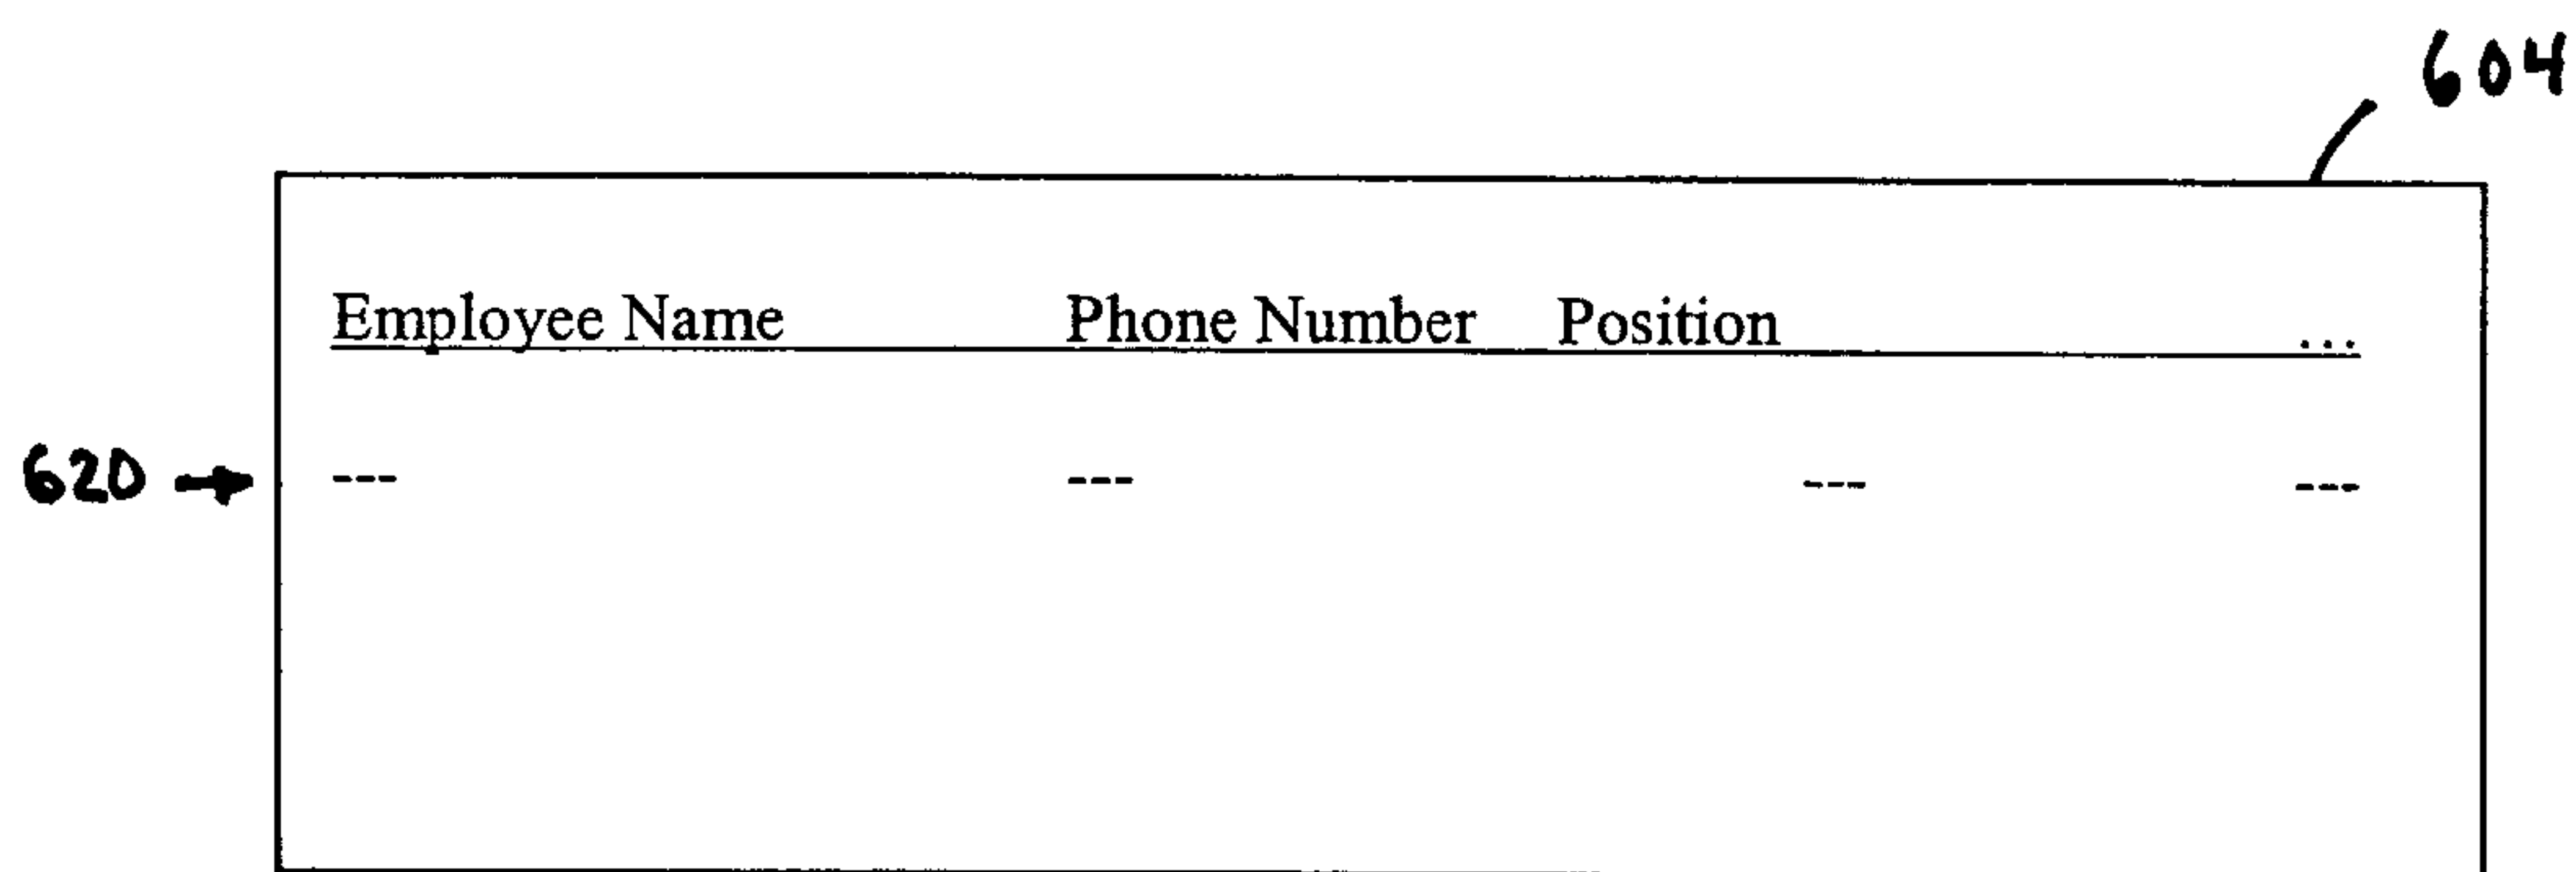 604
Employee Name Phone Number Position ...
620 --- --- --- ---